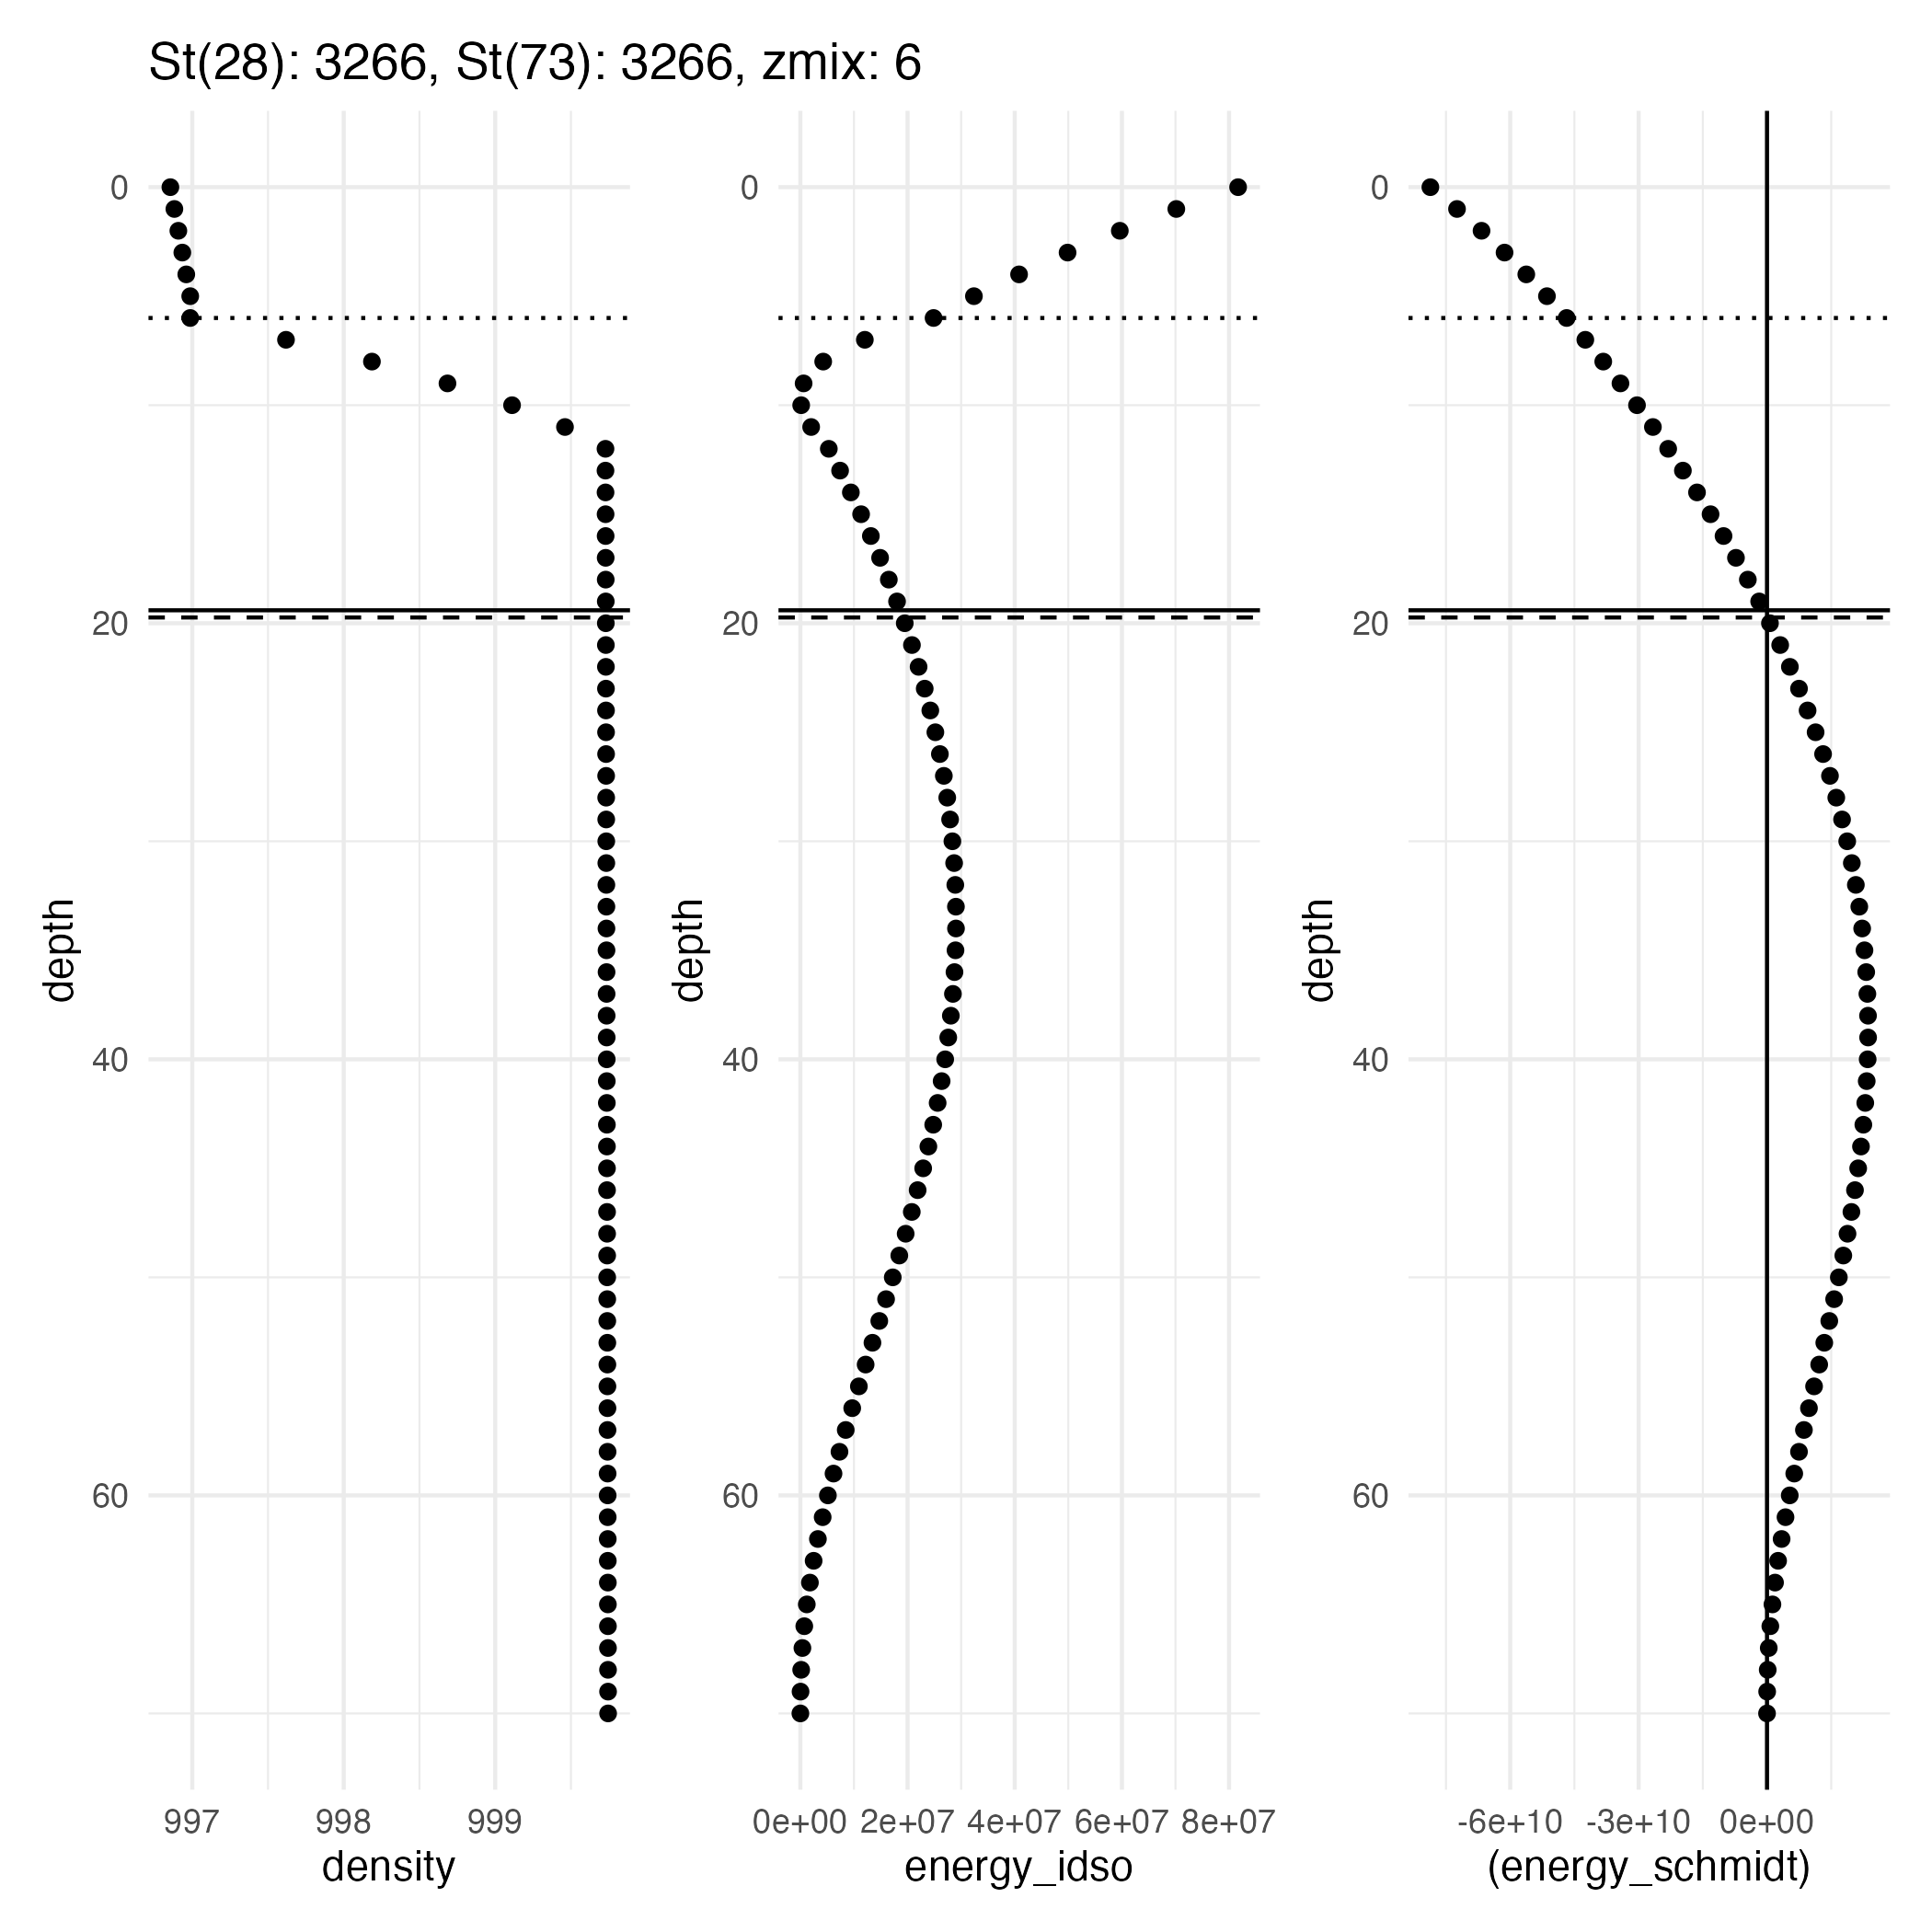 St(28): 3266, St(73): 3266, zmix: 6
0
20
40
60
depth
997 998 999
density
0
20
40
60
depth
0e+00 2e+07 4e+07 6e+07 8e+07
energy_idso
0
20
40
60
depth
-6e+10 -3e+10 0e+00
(energy_schmidt)